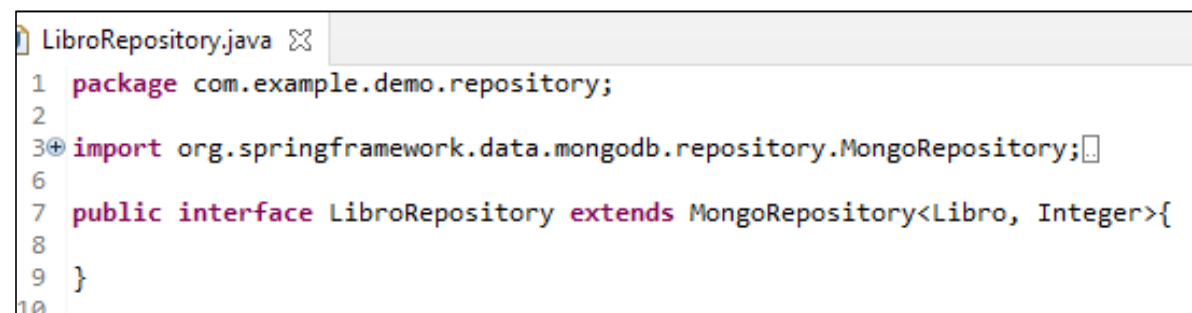 LibroRepository.java
1 package com.example.demo.repository;
2
3 import org.springframework.data.mongodb.repository.MongoRepository;
6
7 public interface LibroRepository extends MongoRepository<Libro, Integer>{
8
9 }
10